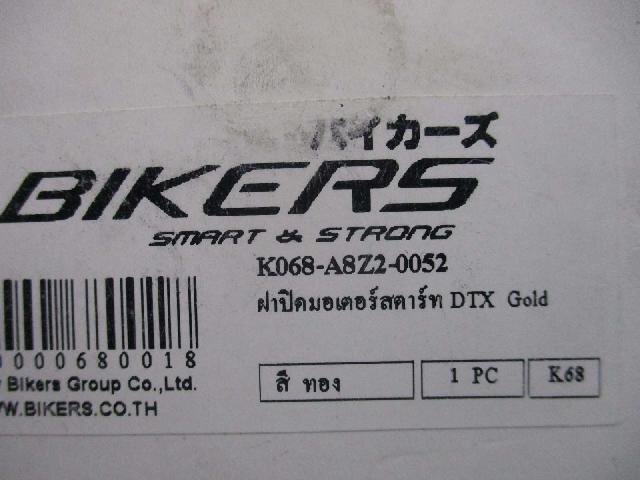 バイカーズ
BIKERS
SMART & STRONG
K068-A8Z2-0052
ฝาปิดมอเตอร์สตาร์ท DTX Gold
0000680018
Bikers Group Co.,Ltd.
WWW.BIKERS.CO.TH
สี ทอง
1 PC
K68